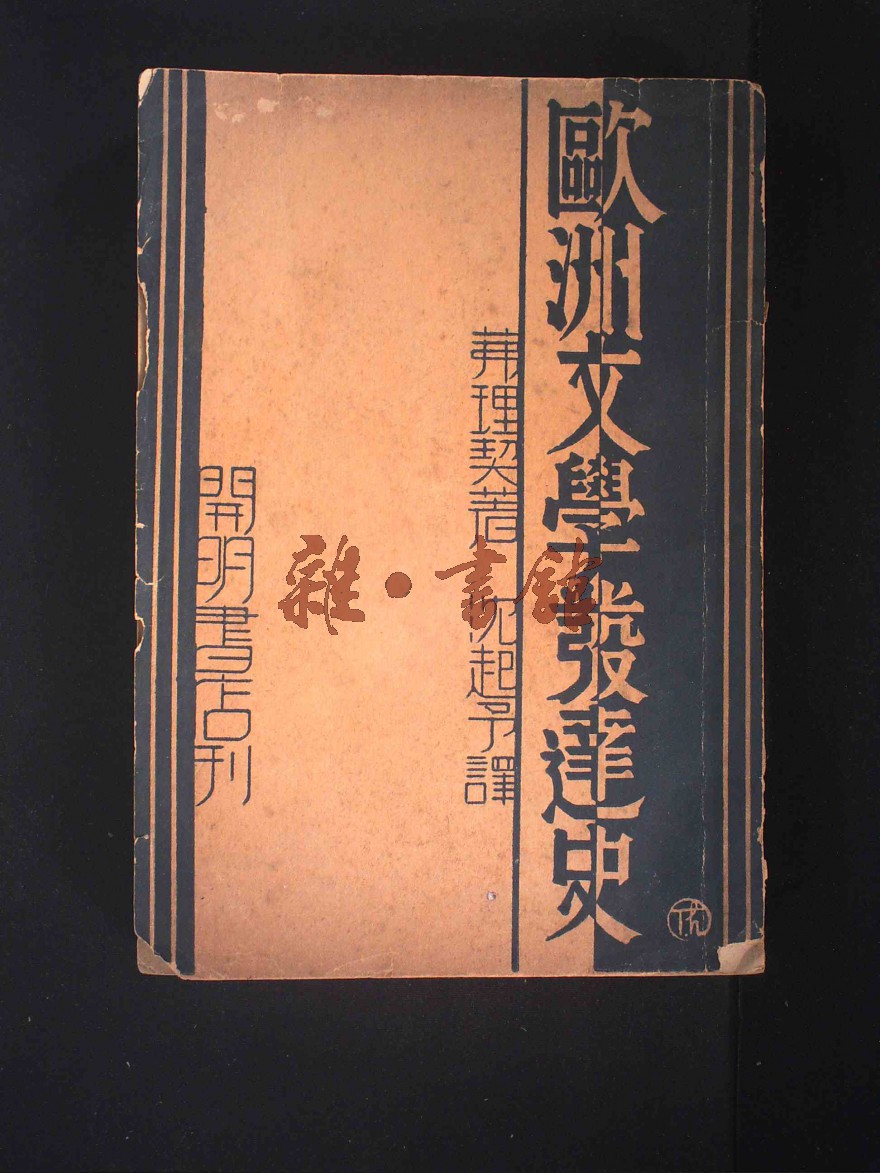 歐洲文學發達史
茀理契著 沈起予譯
開明書店刊
雜·書館